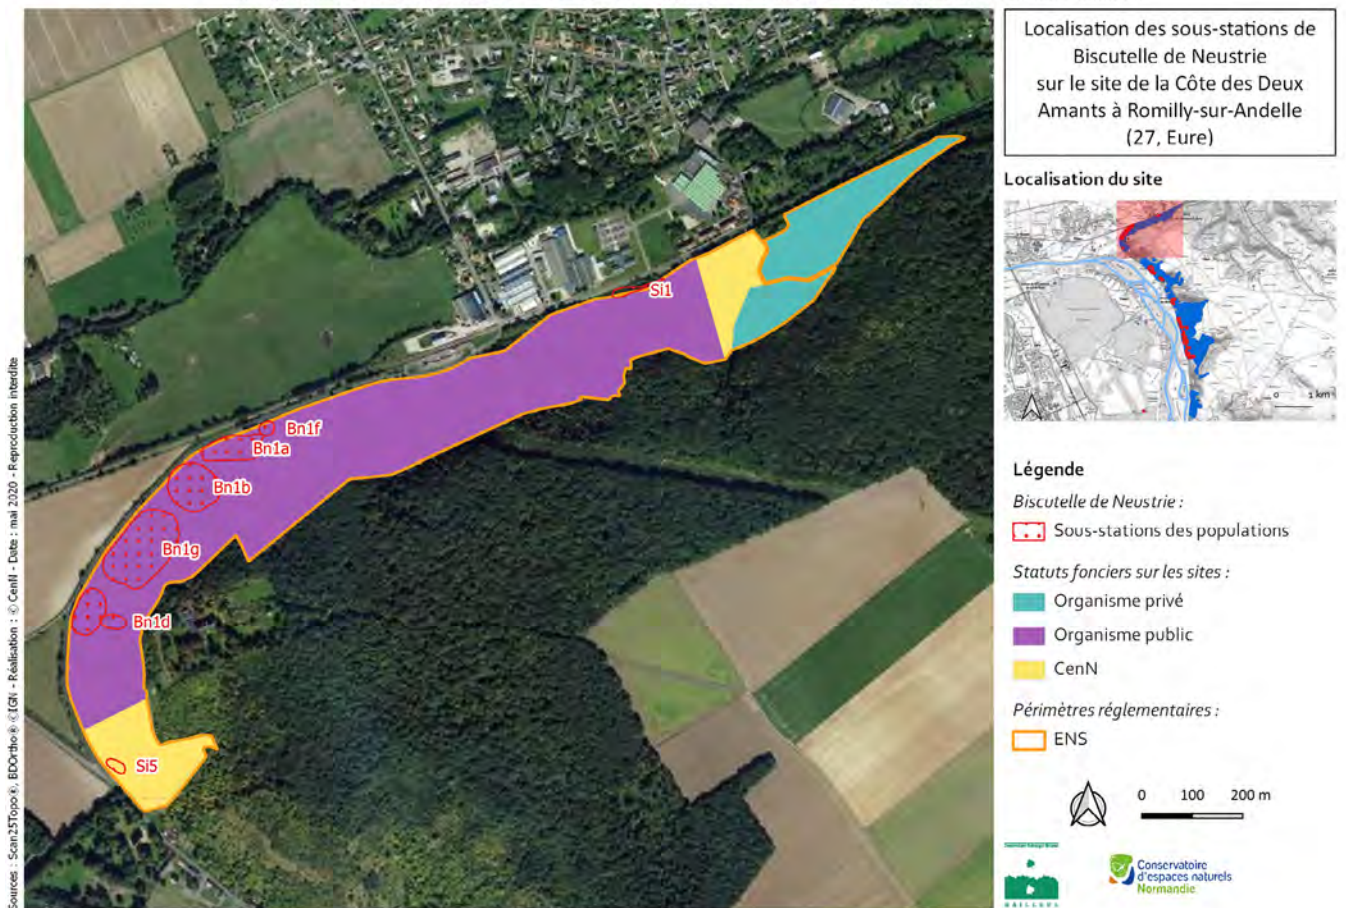 Localisation des sous-stations de
Biscutelle de Neustrie
sur le site de la Côte des Deux
Amants à Romilly-sur-Andelle
(27, Eure)
Localisation du site
0 1 km
Si1
Bn1f
Bn1a
Bn1b
Bn1g
Bn1d
Si5
Légende
Biscutelle de Neustrie :
Sous-stations des populations
Statuts fonciers sur les sites :
Organisme privé
Organisme public
CenN
Périmètres réglementaires :
ENS
0 100 200 m
BAILLEUL
Conservatoire
d'espaces naturels
Normandie
Sources : Scan25Topo®, BDOrtho® ©IGN - Réalisation : © CenN - Date : mai 2020 - Reproduction interdite